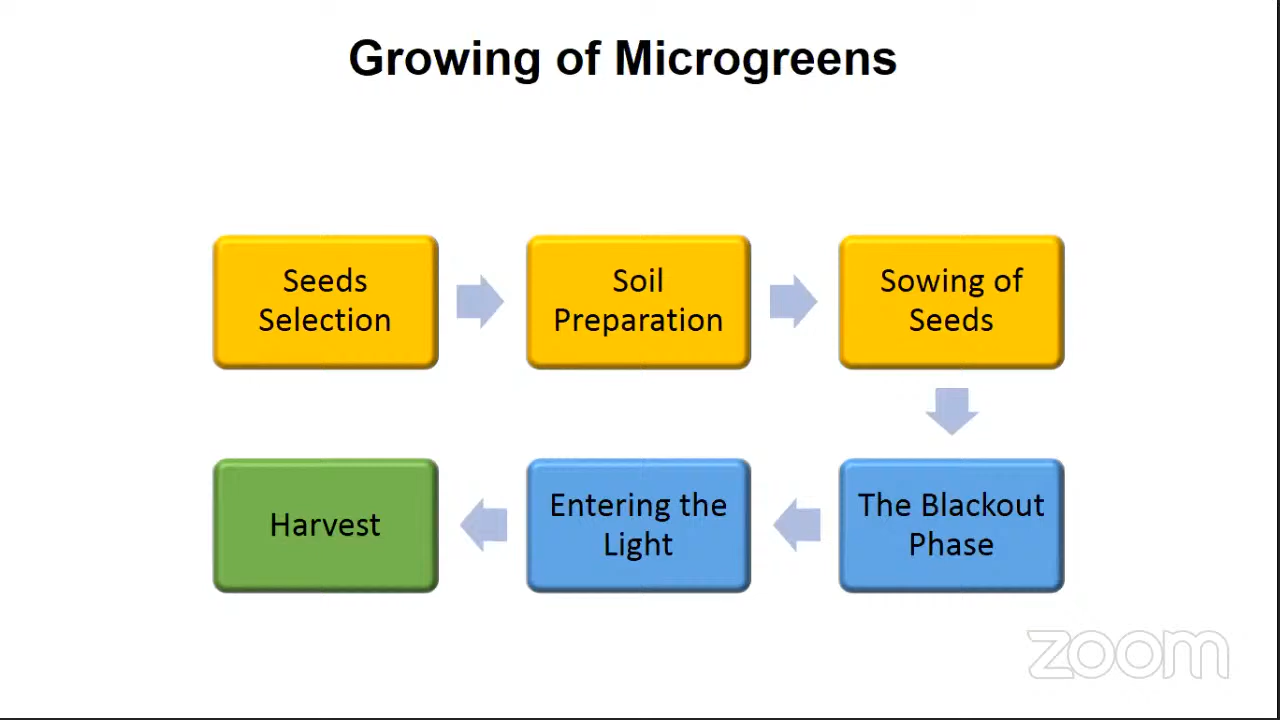 Growing of Microgreens
Seeds
Selection
Soil
Preparation
Sowing of
Seeds
The Blackout
Phase
Entering the
Light
Harvest
zoom